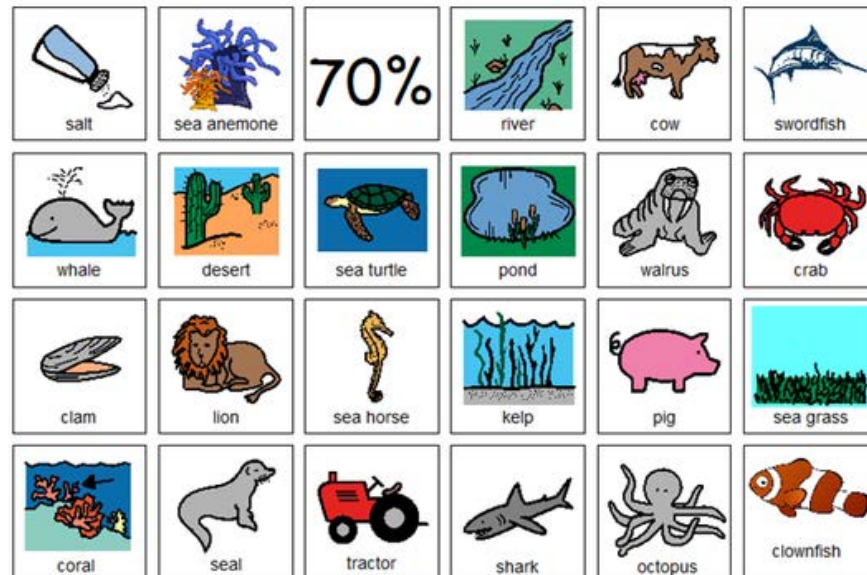 salt
sea anemone
70%
river
cow
swordfish
whale
desert
sea turtle
pond
walrus
crab
clam
lion
sea horse
kelp
pig
sea grass
coral
seal
tractor
shark
octopus
clownfish